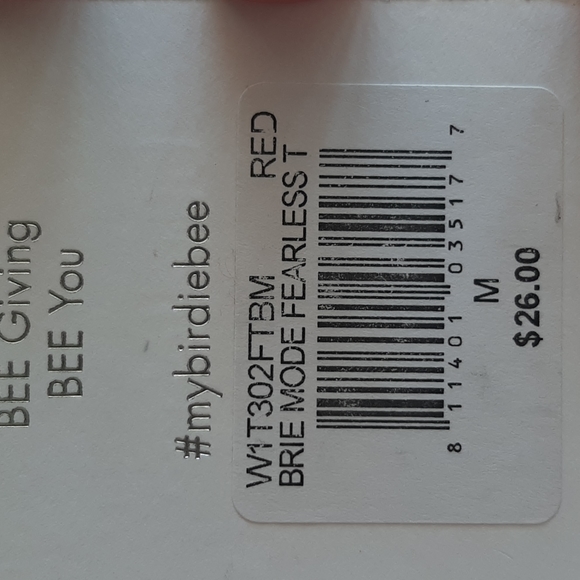 BEE Giving
BEE You
#mybirdiebee
W1T302FTBM RED
BRIE MODE FEARLESS T
8 11401 03517 7
M
$26.00